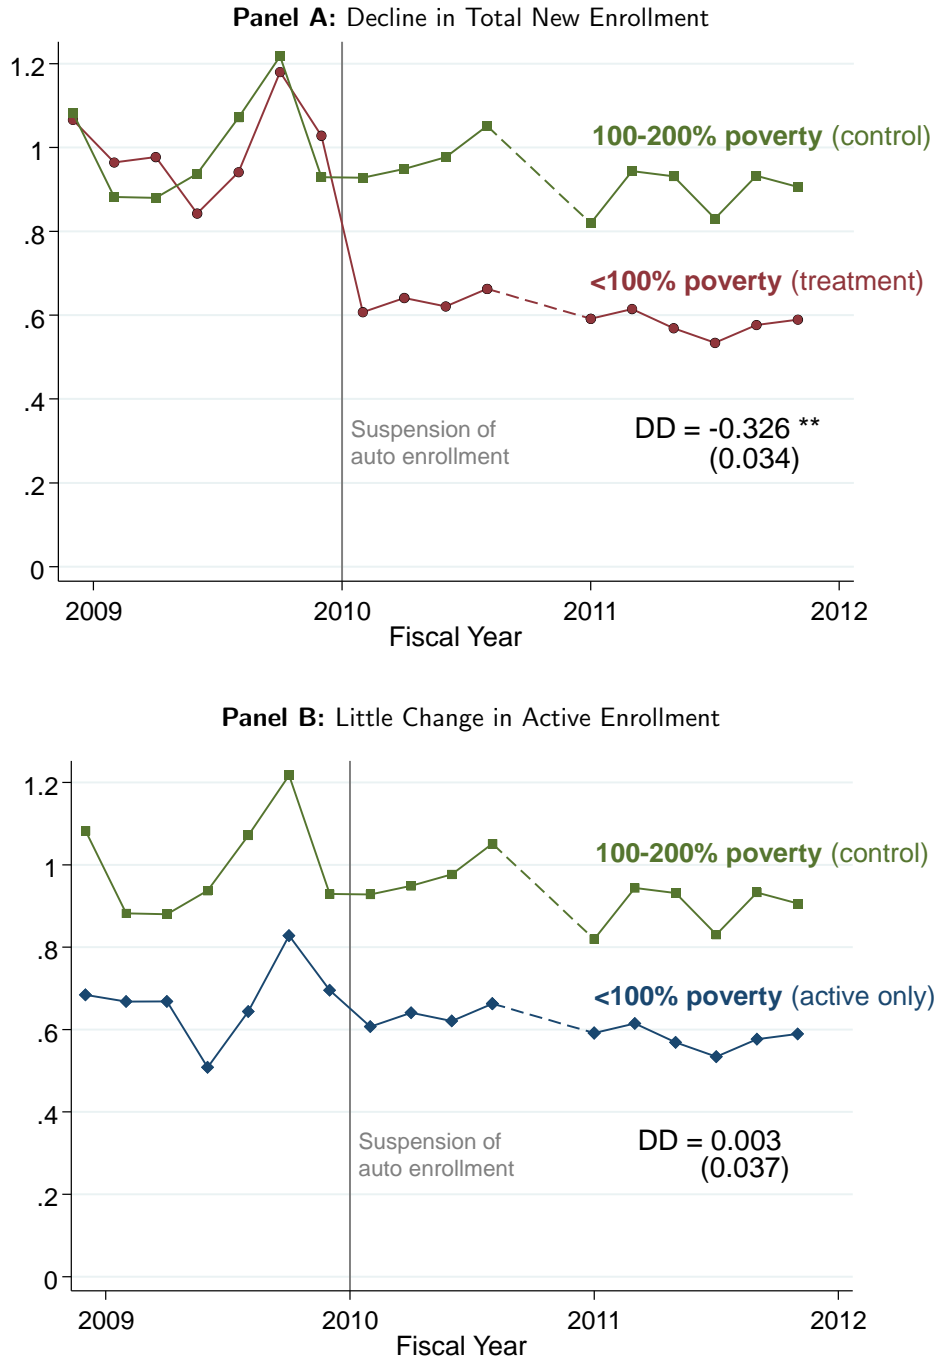 Panel A: Decline in Total New Enrollment
1.2
1
.8
.6
.4
.2
0
100-200% poverty (control)
<100% poverty (treatment)
Suspension of
auto enrollment
DD = -0.326 **
(0.034)
2009 2010 2011 2012
Fiscal Year
Panel B: Little Change in Active Enrollment
1.2
1
.8
.6
.4
.2
0
100-200% poverty (control)
<100% poverty (active only)
Suspension of
auto enrollment
DD = 0.003
(0.037)
2009 2010 2011 2012
Fiscal Year